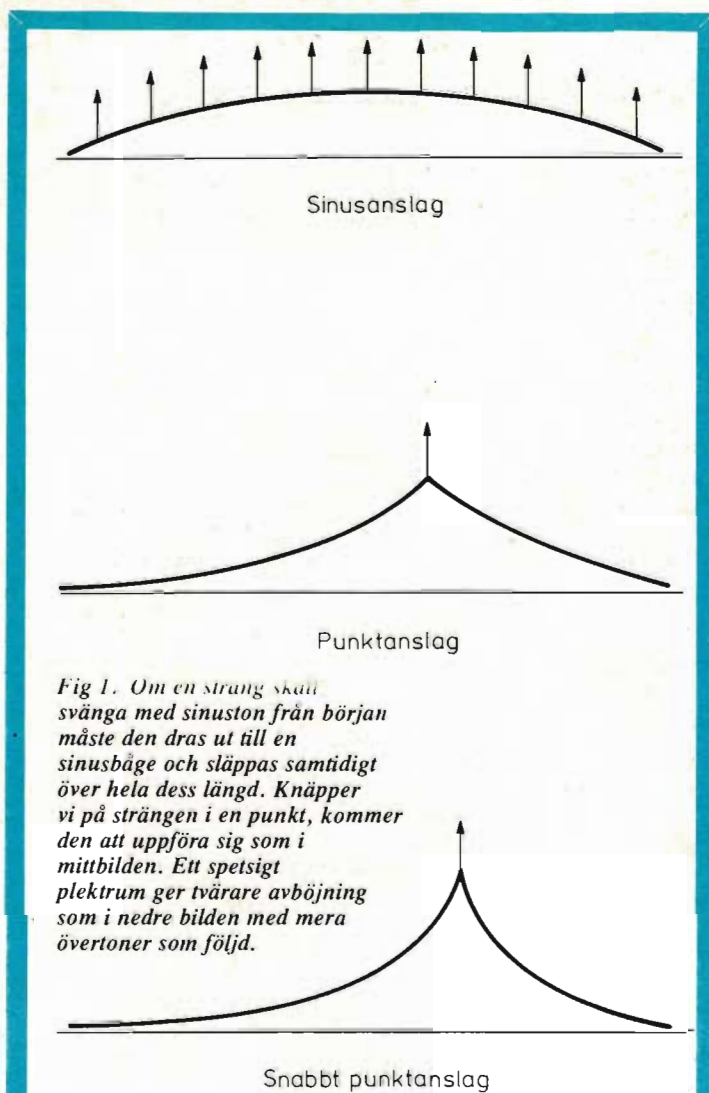 Sinusanslag
Punktanslag
Fig 1. Om en sträng skall
svänga med sinuston från början
måste den dras ut till en
sinusbåge och släppas samtidigt
över hela dess längd. Knäpper
vi på strängen i en punkt, kommer
den att uppföra sig som i
mittbilden. Ett spetsigt
plektrum ger tvärare avböjning
som i nedre bilden med mera
övertoner som följd.
Snabbt punktanslag